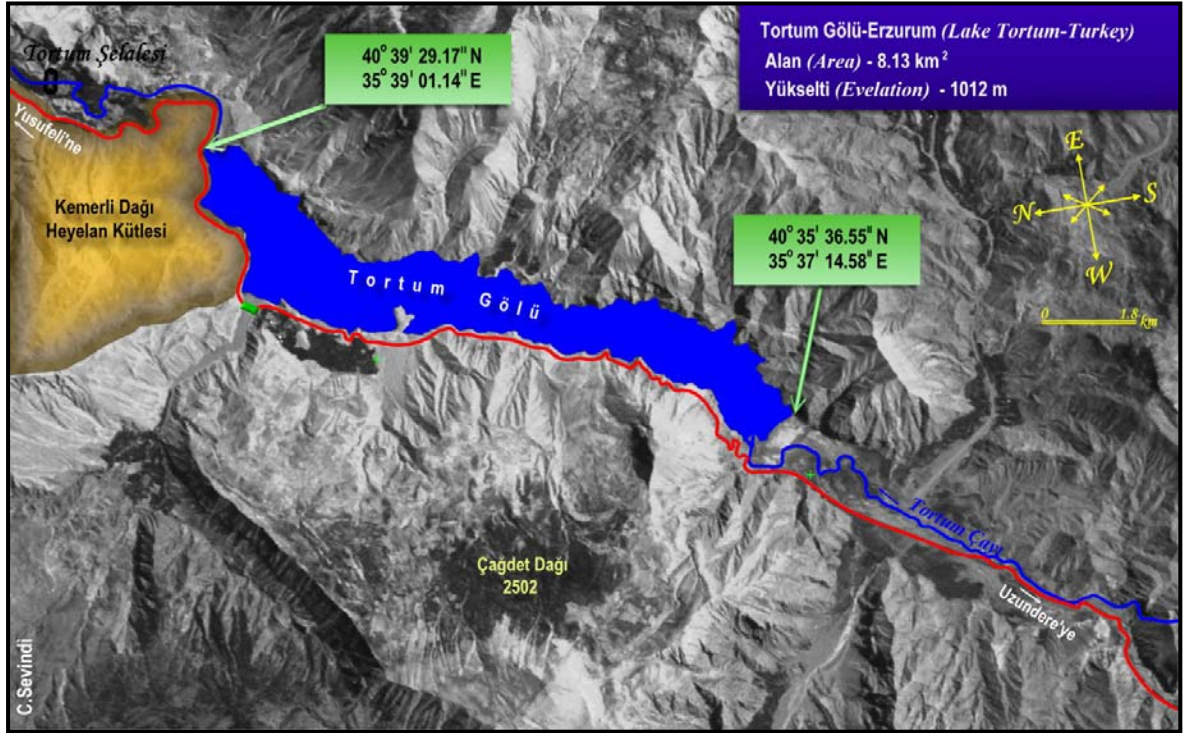 Tortum Şelalesi
40° 39' 29.17" N
35° 39' 01.14" E
Tortum Gölü-Erzurum (Lake Tortum-Turkey)
Alan (Area) - 8.13 km²
Yükselti (Evelation) - 1012 m
Yusufeli'ne
Kemerli Dağı
Heyelan Kütlesi
E
N
S
W
40° 35' 36.55" N
35° 37' 14.58" E
0 1.8 km
Tortum Gölü
Tortum Çayı
Çağdet Dağı
2502
Uzundere'ye
C.Sevindi